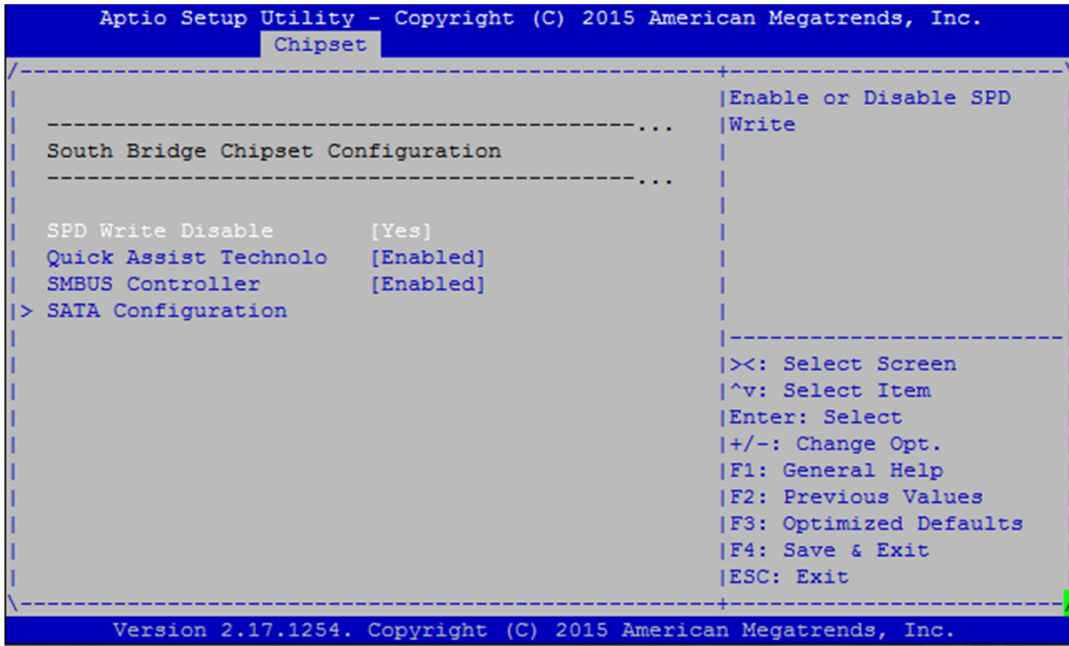 Aptio Setup Utility - Copyright (C) 2015 American Megatrends, Inc.
Chipset
/----------------------------------------------------+-------------------------\
|Enable or Disable SPD
--------------------------------------------... |Write
South Bridge Chipset Configuration
--------------------------------------------...
SPD Write Disable [Yes]
Quick Assist Technolo [Enabled]
SMBUS Controller [Enabled]
|> SATA Configuration
|-------------------------
|><: Select Screen
|^v: Select Item
|Enter: Select
|+/-: Change Opt.
|F1: General Help
|F2: Previous Values
|F3: Optimized Defaults
|F4: Save & Exit
|ESC: Exit
\----------------------------------------------------+-------------------------/
Version 2.17.1254. Copyright (C) 2015 American Megatrends, Inc.